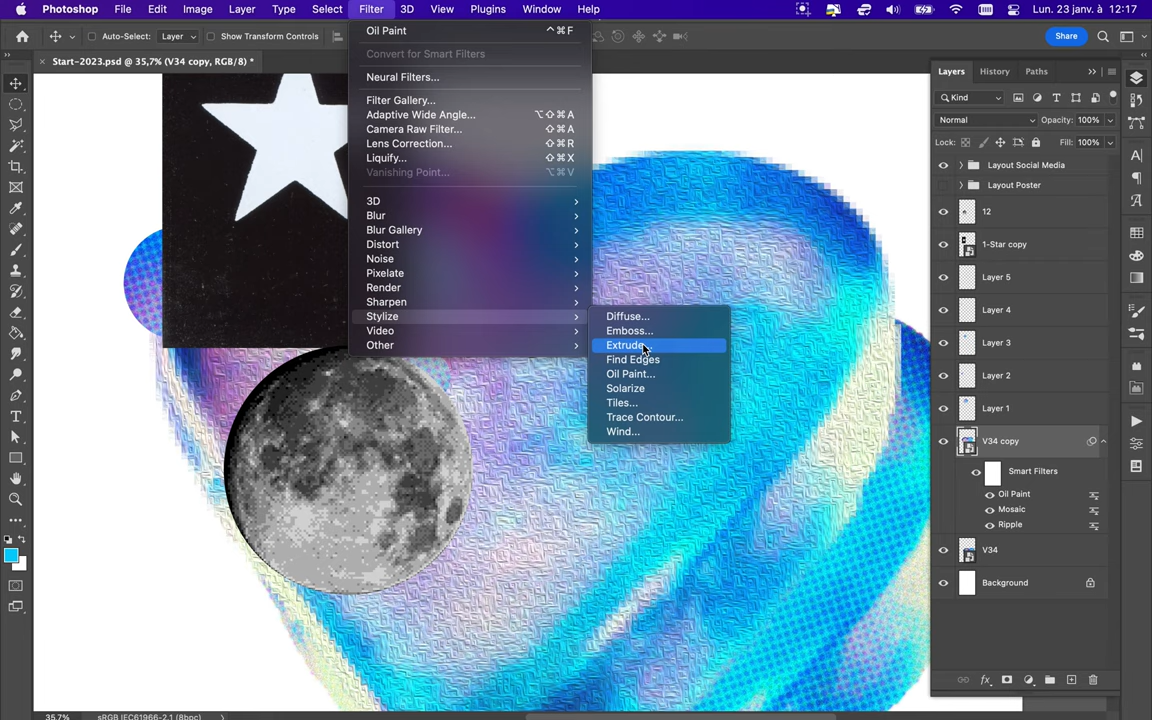 Photoshop File Edit Image Layer Type Select Filter 3D View Plugins Window Help Lun. 23 janv. à 12:17
Auto-Select: Layer Show Transform Controls Share
× Start-2023.psd @ 35,7% (V34 copy, RGB/8) *
Oil Paint ⌃⌘F
Convert for Smart Filters
Neural Filters...
Filter Gallery...
Adaptive Wide Angle... ⌥⇧⌘A
Camera Raw Filter... ⇧⌘A
Lens Correction... ⇧⌘R
Liquify... ⇧⌘X
Vanishing Point... ⌥⌘V
3D
Blur
Blur Gallery
Distort
Noise
Pixelate
Render
Sharpen
Stylize
Video
Other
Diffuse...
Emboss...
Extrude...
Find Edges
Oil Paint...
Solarize
Tiles...
Trace Contour...
Wind...
Layers History Paths
Kind
Normal Opacity: 100%
Lock: Fill: 100%
Layout Social Media
Layout Poster
12
1-Star copy
Layer 5
Layer 4
Layer 3
Layer 2
Layer 1
V34 copy
Smart Filters
Oil Paint
Mosaic
Ripple
V34
Background
35,7% sRGB IEC61966-2.1 (8bpc)